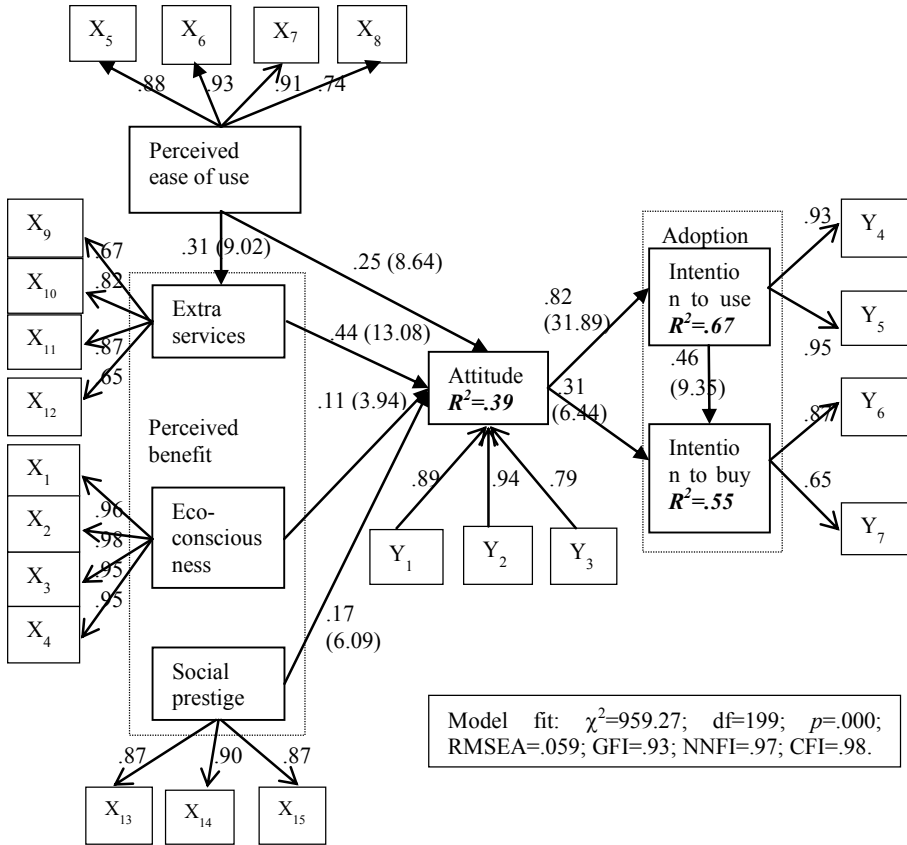 X5
X6
X7
X8
.88
.93
.91
.74
Perceived
ease of use
X9
X10
X11
X12
.67
.82
.87
.65
.31 (9.02)
.25 (8.64)
Extra
services
.44 (13.08)
.11 (3.94)
Perceived
benefit
X1
X2
X3
X4
.96
.98
.95
.95
Eco-
conscious
ness
.17
(6.09)
Social
prestige
.87
.90
.87
X13
X14
X15
Attitude
R²=.39
.89
.94
.79
Y1
Y2
Y3
.82
(31.89)
.31
(6.44)
Adoption
Intentio
n to use
R²=.67
.46
(9.35)
Intentio
n to buy
R²=.55
.93
.95
.87
.65
Y4
Y5
Y6
Y7
Model fit: χ²=959.27; df=199; p=.000;
RMSEA=.059; GFI=.93; NNFI=.97; CFI=.98.